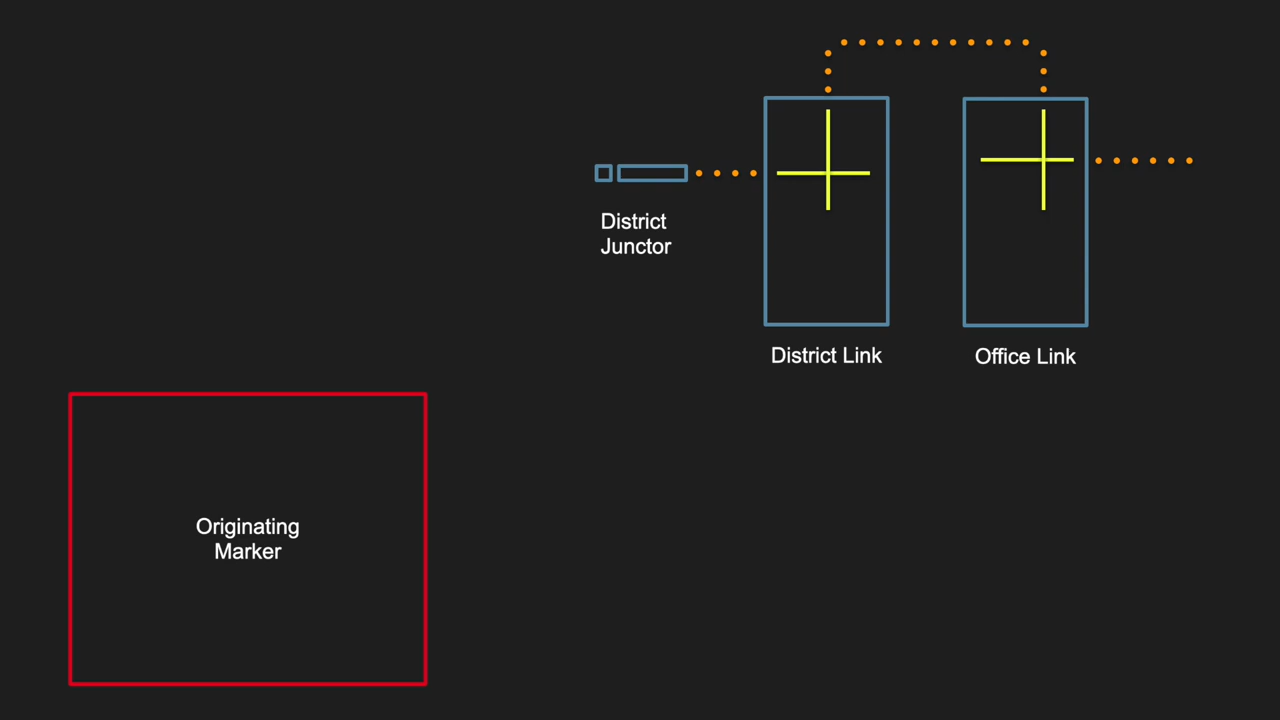 District
Junctor
District Link
Office Link
Originating
Marker